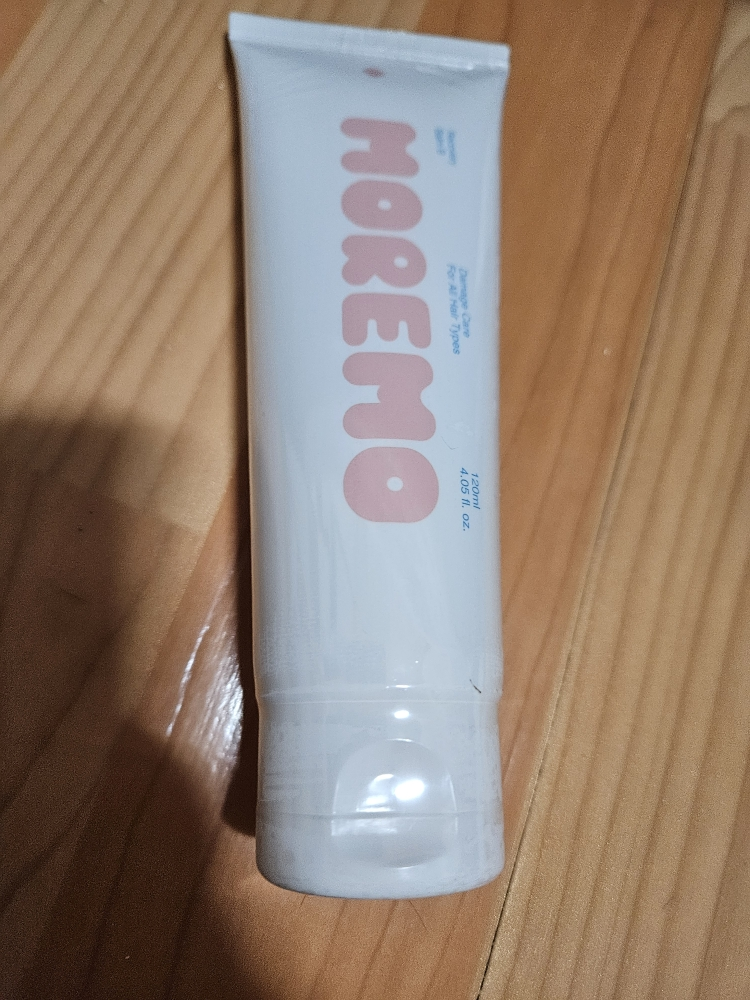 MOREMO
Damage Care
For All Hair Types
120ml
4.05 fl. oz.